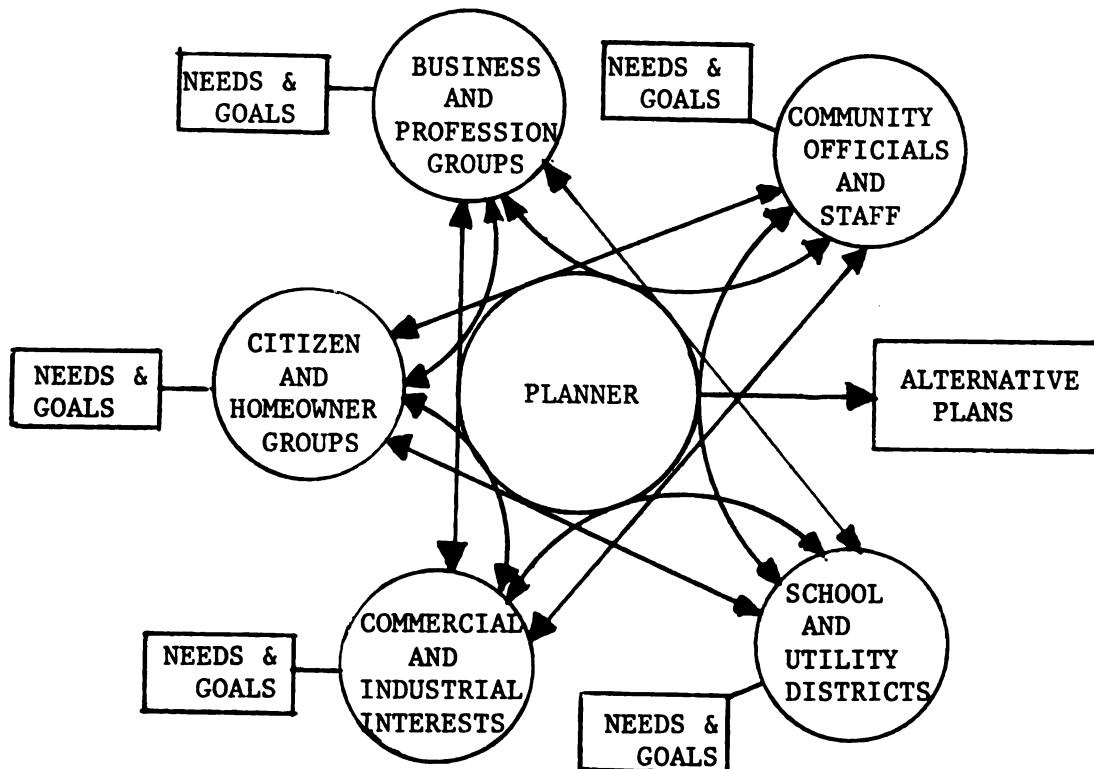 NEEDS &
GOALS
BUSINESS
AND
PROFESSION
GROUPS
NEEDS &
GOALS
COMMUNITY
OFFICIALS
AND
STAFF
NEEDS &
GOALS
CITIZEN
AND
HOMEOWNER
GROUPS
PLANNER
ALTERNATIVE
PLANS
NEEDS &
GOALS
COMMERCIAL
AND
INDUSTRIAL
INTERESTS
SCHOOL
AND
UTILITY
DISTRICTS
NEEDS &
GOALS